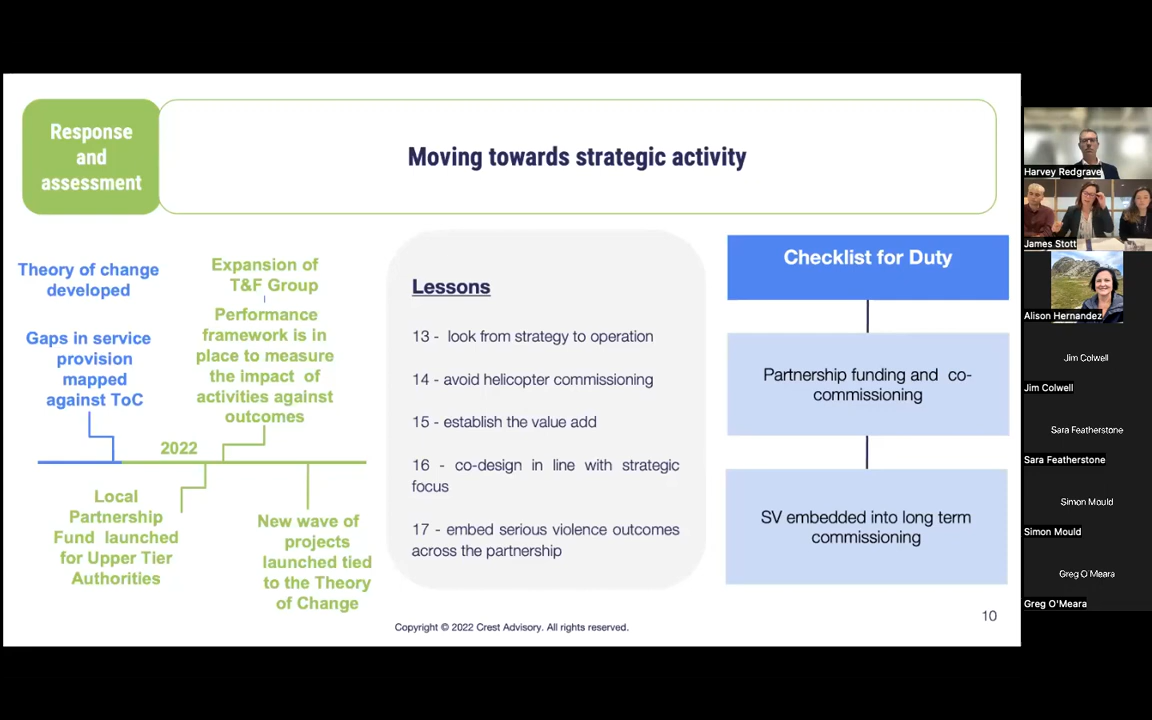 Response
and
assessment
Moving towards strategic activity
Theory of change
developed
Gaps in service
provision
mapped
against ToC
Expansion of
T&F Group
Performance
framework is in
place to measure
the impact of
activities against
outcomes
2022
Local
Partnership
Fund launched
for Upper Tier
Authorities
New wave of
projects
launched tied
to the Theory
of Change
Lessons
13 - look from strategy to operation
14 - avoid helicopter commissioning
15 - establish the value add
16 - co-design in line with strategic
focus
17 - embed serious violence outcomes
across the partnership
Checklist for Duty
Partnership funding and co-
commissioning
SV embedded into long term
commissioning
Copyright © 2022 Crest Advisory. All rights reserved.
10
Harvey Redgrave
James Stott
Alison Hernandez
Jim Colwell
Jim Colwell
Sara Featherstone
Sara Featherstone
Simon Mould
Simon Mould
Greg O'Meara
Greg O'Meara